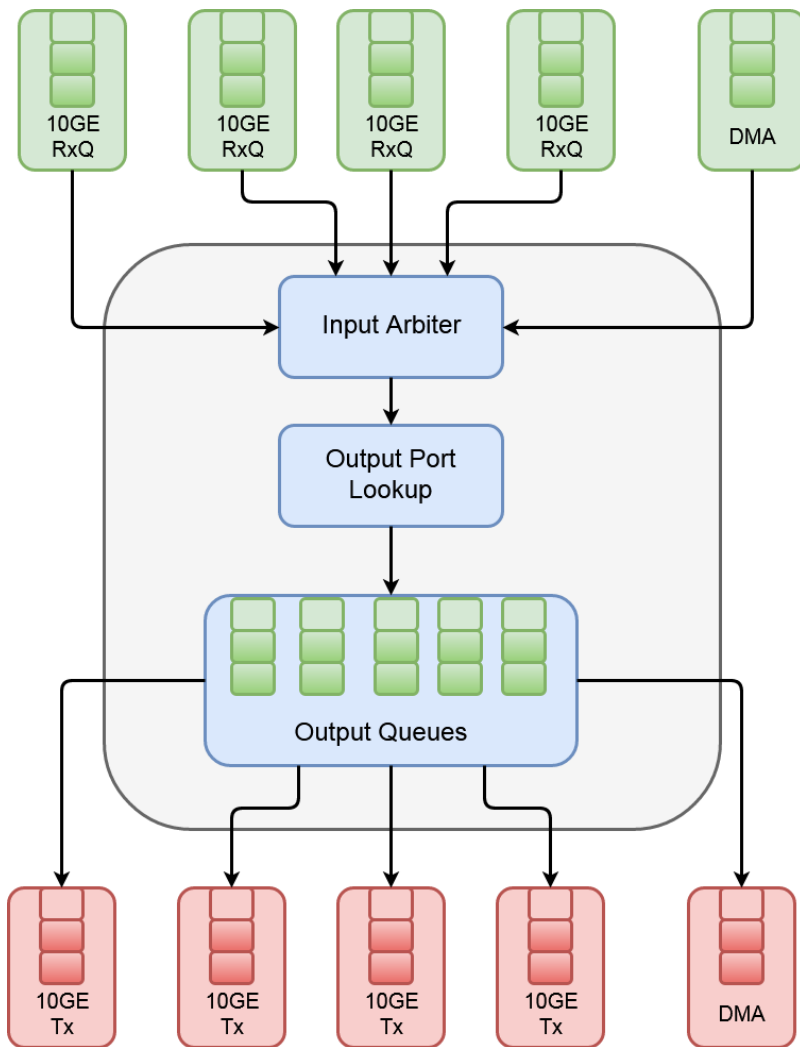 10GE
RxQ
10GE
RxQ
10GE
RxQ
10GE
RxQ
DMA
Input Arbiter
Output Port
Lookup
Output Queues
10GE
Tx
10GE
Tx
10GE
Tx
10GE
Tx
DMA